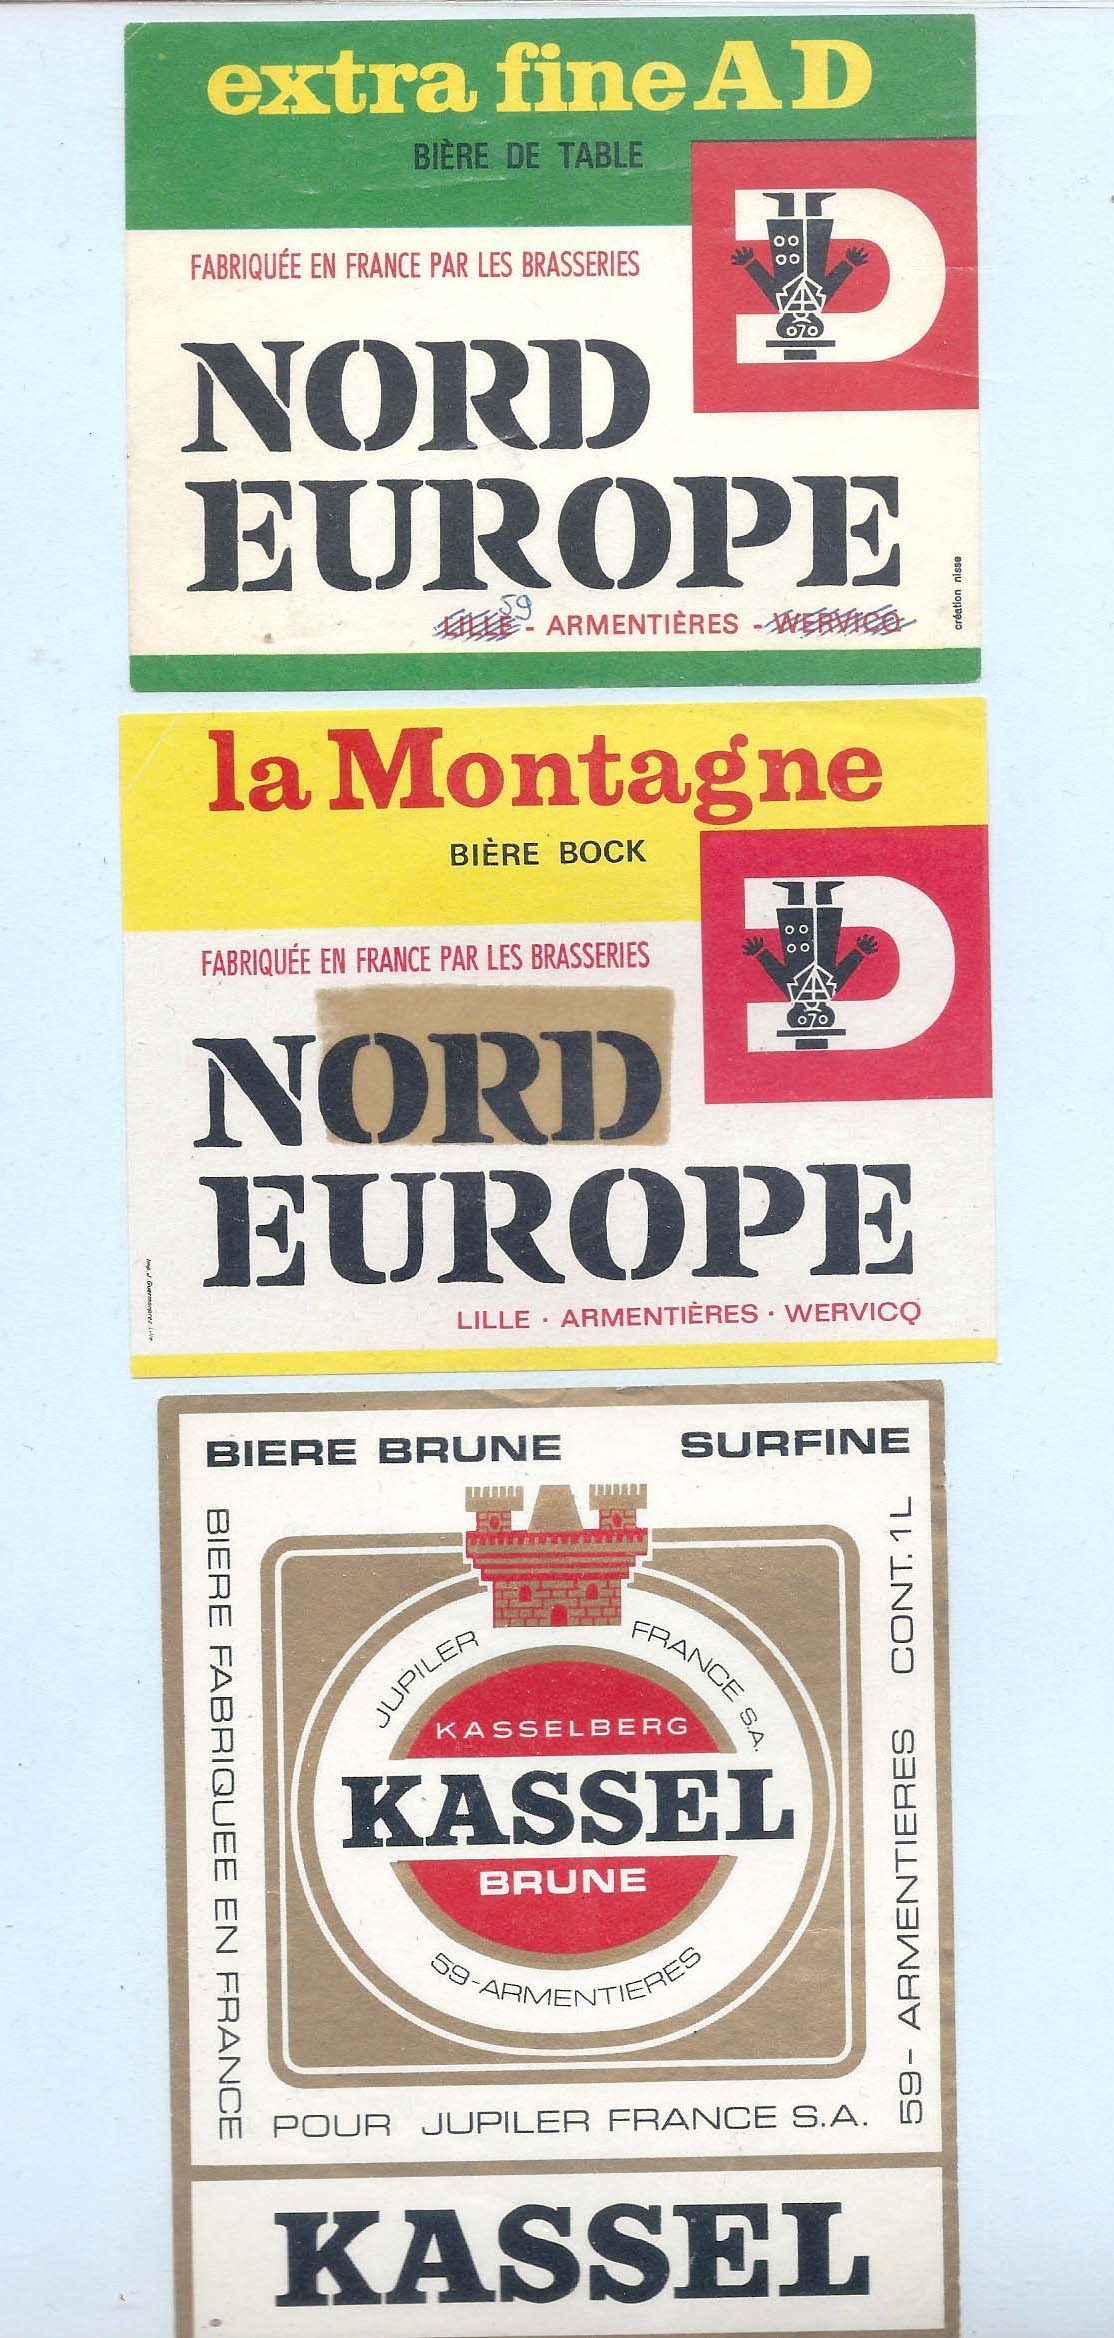 extra fine A D
BIÈRE DE TABLE
FABRIQUÉE EN FRANCE PAR LES BRASSERIES
NORD
EUROPE
59
LILLE - ARMENTIÈRES - WERVICQ
création nisse
la Montagne
BIÈRE BOCK
FABRIQUÉE EN FRANCE PAR LES BRASSERIES
NORD
EUROPE
LILLE · ARMENTIÈRES · WERVICQ
BIERE BRUNE SURFINE
BIERE FABRIQUEE EN FRANCE
JUPILER FRANCE S.A.
KASSELBERG
KASSEL
BRUNE
59-ARMENTIERES
59- ARMENTIERES CONT. 1L
POUR JUPILER FRANCE S.A.
KASSEL